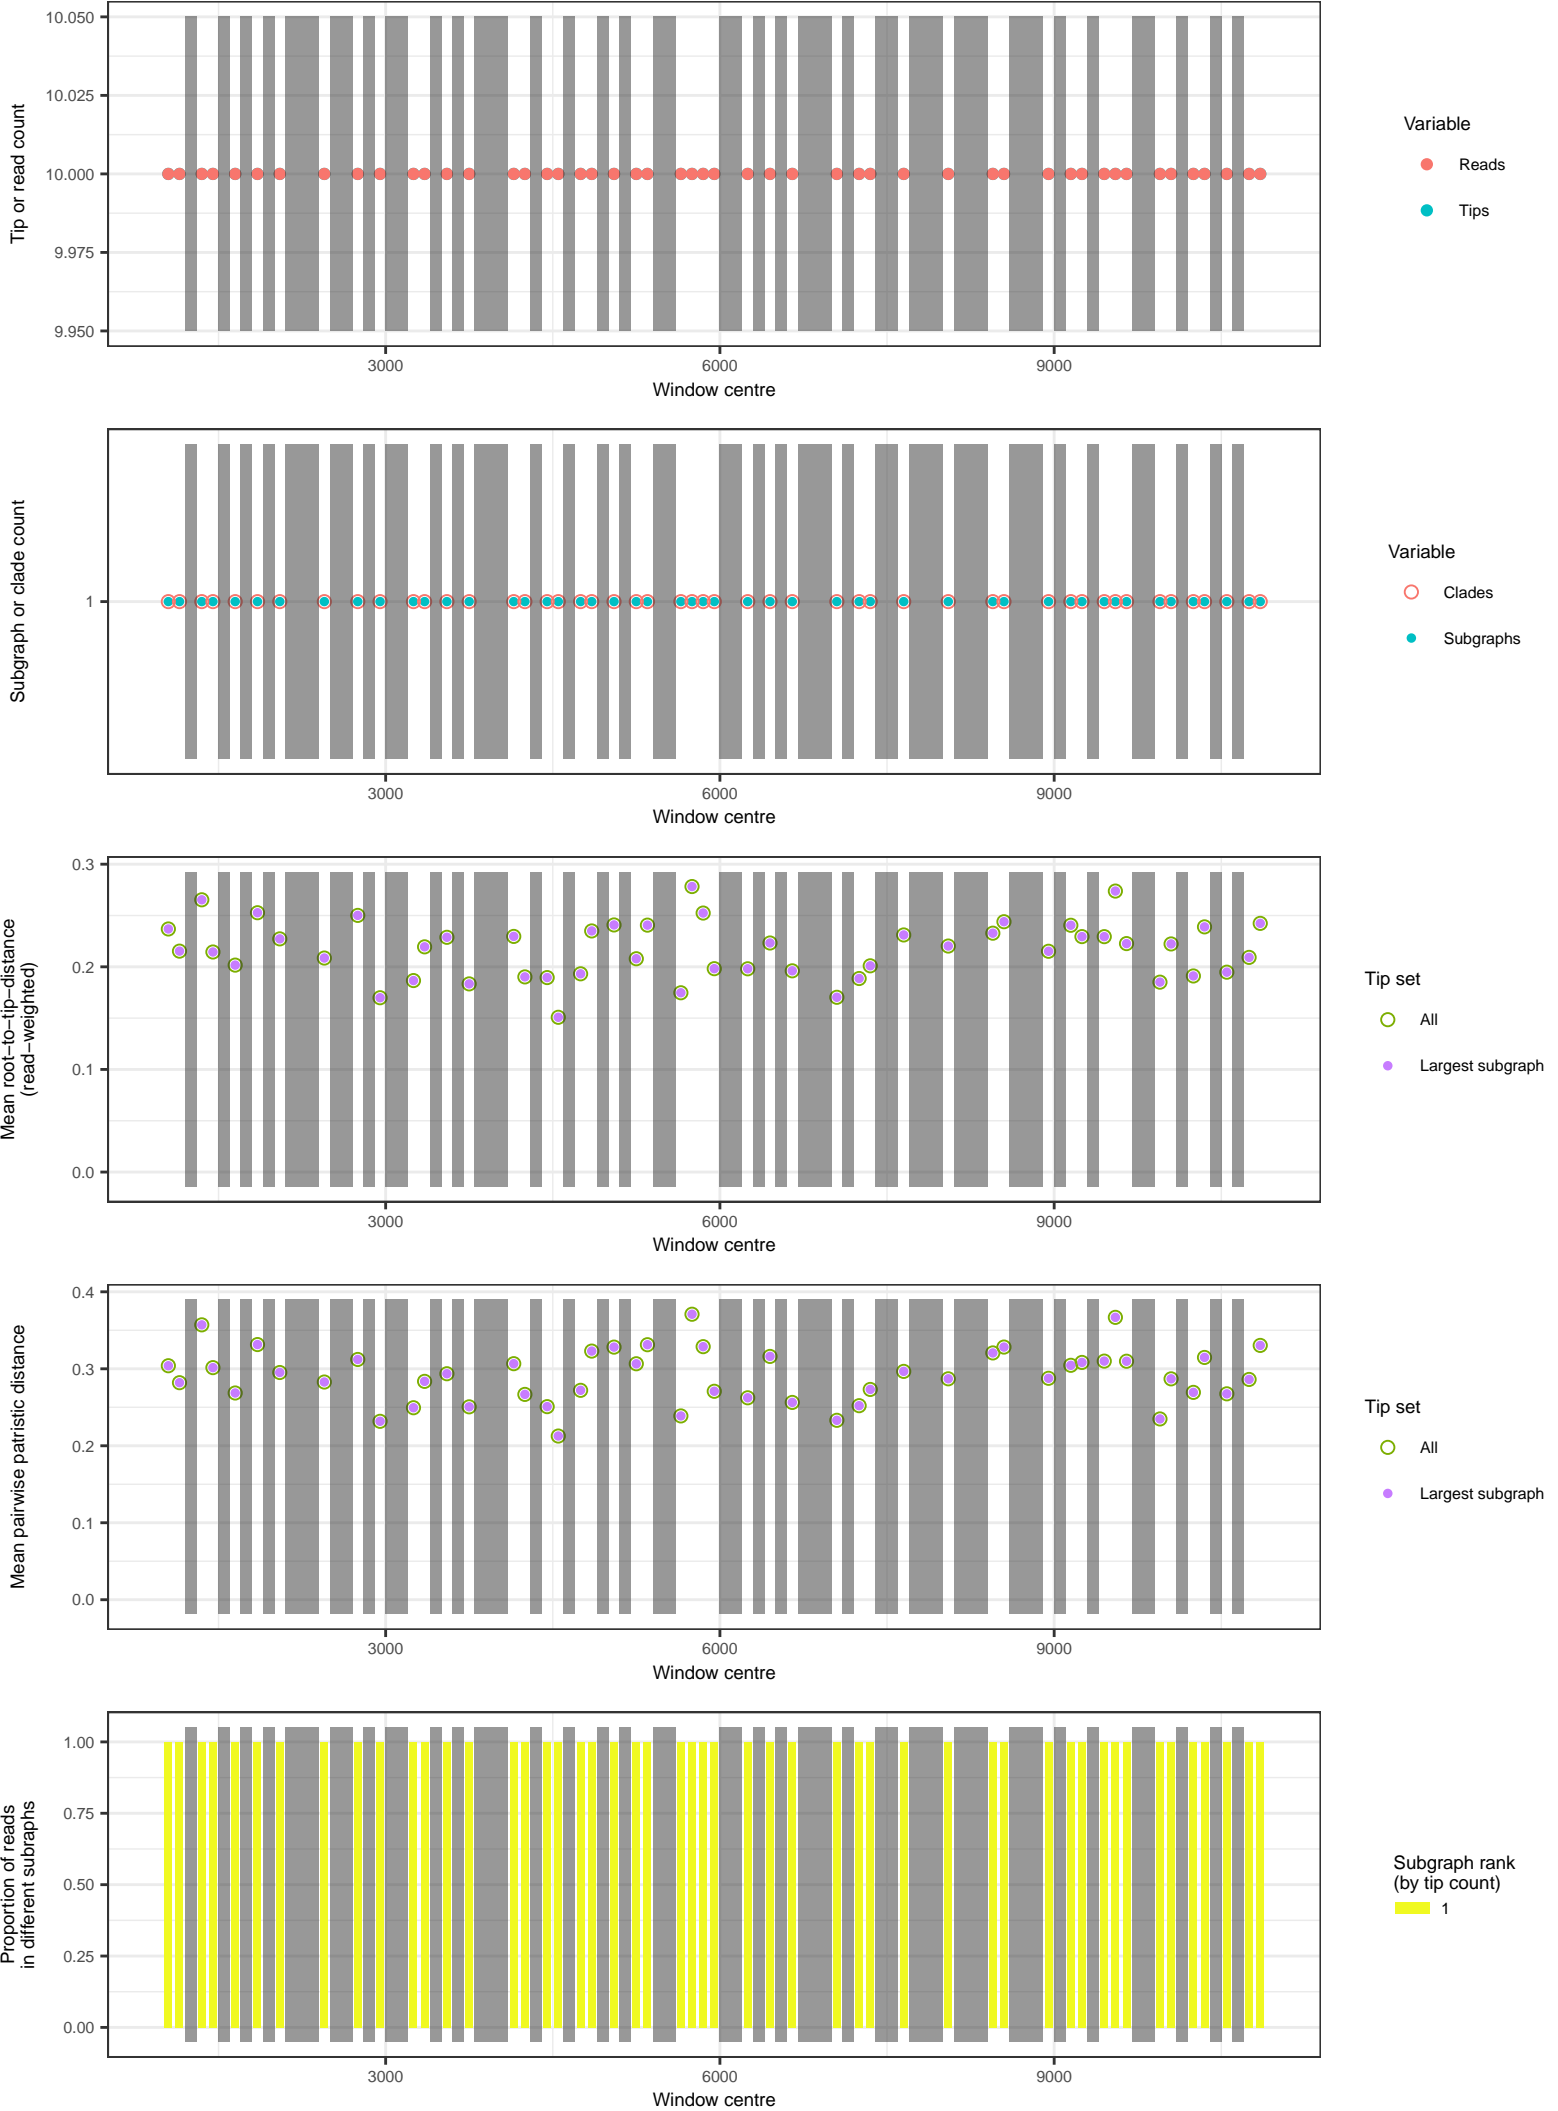 10.050
10.025
10.000
9.975
9.950
Tip or read count
3000
6000
9000
Window centre
Variable
Reads
Tips
1
Subgraph or clade count
3000
6000
9000
Window centre
Variable
Clades
Subgraphs
0.3
0.2
0.1
0.0
Mean root−to−tip−distance
(read−weighted)
3000
6000
9000
Window centre
Tip set
All
Largest subgraph
0.4
0.3
0.2
0.1
0.0
Mean pairwise patristic distance
3000
6000
9000
Window centre
Tip set
All
Largest subgraph
1.00
0.75
0.50
0.25
0.00
Proportion of reads
in different subraphs
3000
6000
9000
Window centre
Subgraph rank
(by tip count)
1